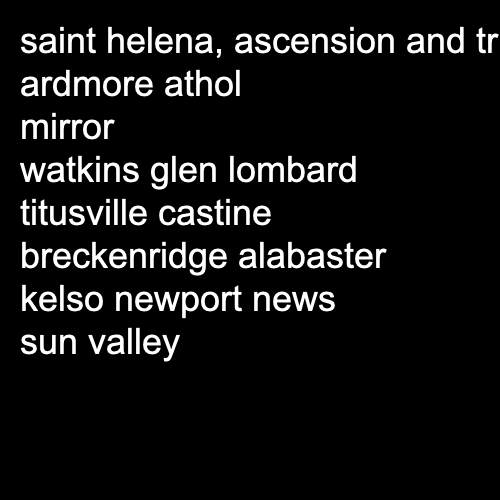 saint helena, ascension and tr
ardmore athol
mirror
watkins glen lombard
titusville castine
breckenridge alabaster
kelso newport news
sun valley